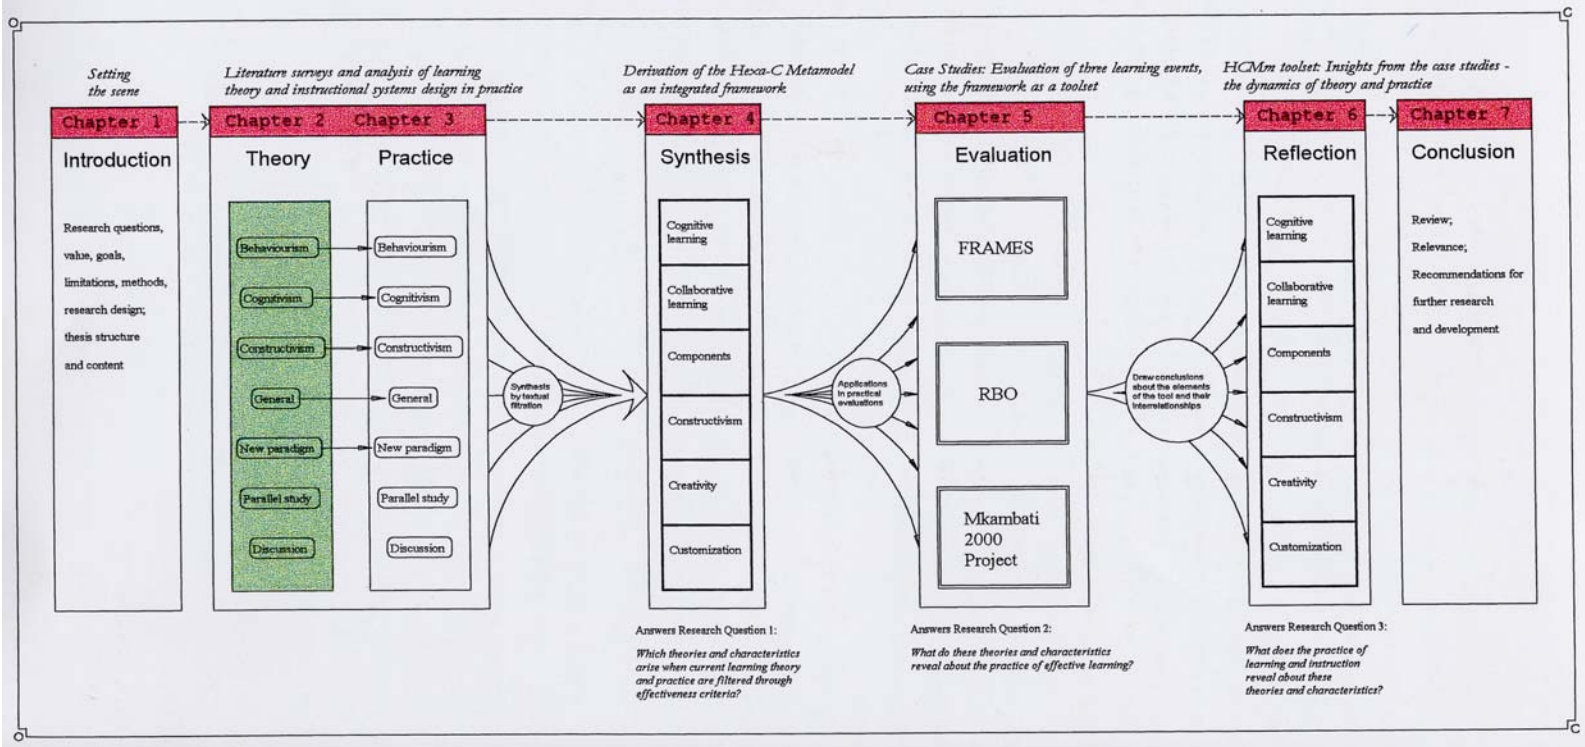 Setting
the scene
Literature surveys and analysis of learning
theory and instructional systems design in practice
Derivation of the Hexa-C Metamodel
as an integrated framework
Case Studies: Evaluation of three learning events,
using the framework as a toolset
HCMm toolset: Insights from the case studies -
the dynamics of theory and practice
Chapter 1
Chapter 2
Chapter 3
Chapter 4
Chapter 5
Chapter 6
Chapter 7
Introduction
Theory
Practice
Synthesis
Evaluation
Reflection
Conclusion
Research questions,
value, goals,
limitations, methods,
research design;
thesis structure
and content
Behaviourism
Cognitivism
Constructivism
General
New paradigm
Parallel study
Discussion
Behaviourism
Cognitivism
Constructivism
General
New paradigm
Parallel study
Discussion
Synthesis
by textual
filtration
Cognitive
learning
Collaborative
learning
Components
Constructivism
Creativity
Customization
Applications
in practical
evaluations
FRAMES
RBO
Mkambati
2000
Project
Draw conclusions
about the elements
of the tool and their
interrelationships
Cognitive
learning
Collaborative
learning
Components
Constructivism
Creativity
Customization
Review;
Relevance;
Recommendations for
further research
and development
Answers Research Question 1:
Which theories and characteristics
arise when current learning theory
and practice are filtered through
effectiveness criteria?
Answers Research Question 2:
What do these theories and characteristics
reveal about the practice of effective learning?
Answers Research Question 3:
What does the practice of
learning and instruction
reveal about these
theories and characteristics?